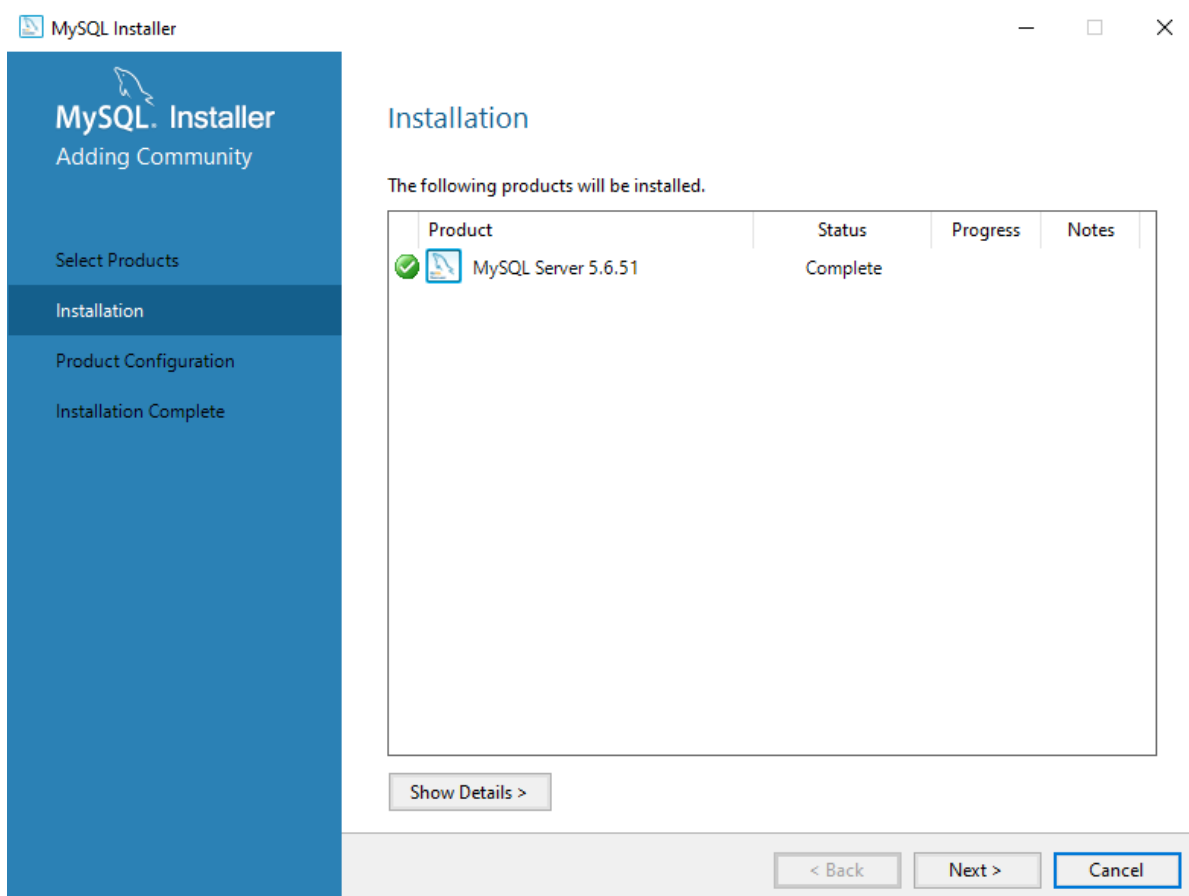 MySQL Installer
MySQL. Installer
Adding Community
Select Products
Installation
Product Configuration
Installation Complete
Installation
The following products will be installed.
Product Status Progress Notes
MySQL Server 5.6.51 Complete
Show Details >
< Back Next > Cancel